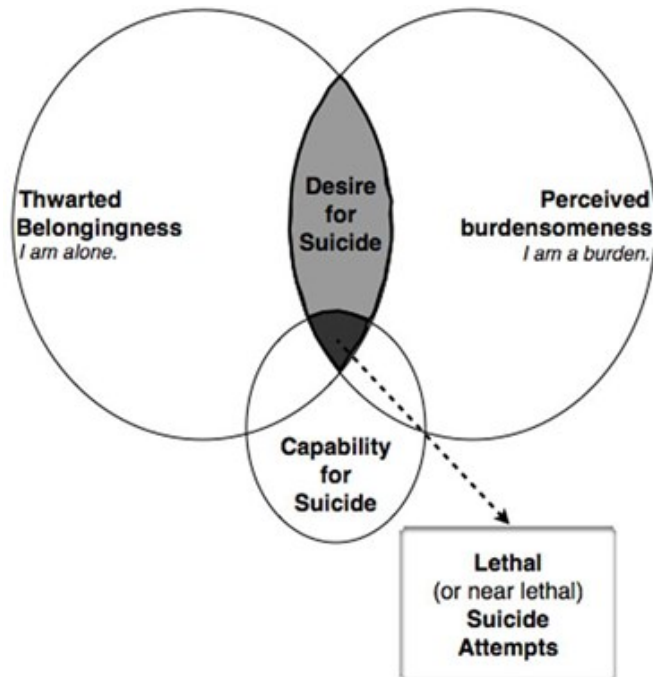 Thwarted
Belongingness
I am alone.
Desire
for
Suicide
Perceived
burdensomeness
I am a burden.
Capability
for
Suicide
Lethal
(or near lethal)
Suicide
Attempts